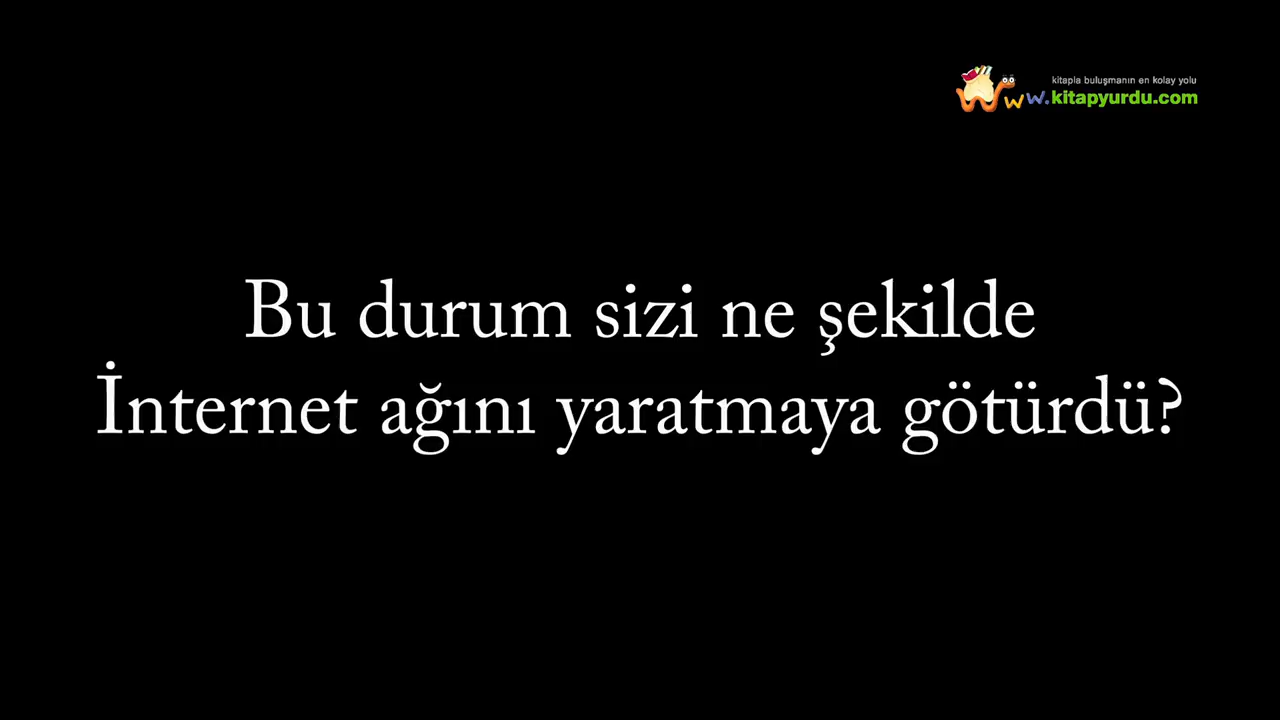 kitapla buluşmanın en kolay yolu
www.kitapyurdu.com
Bu durum sizi ne şekilde
İnternet ağını yaratmaya götürdü?